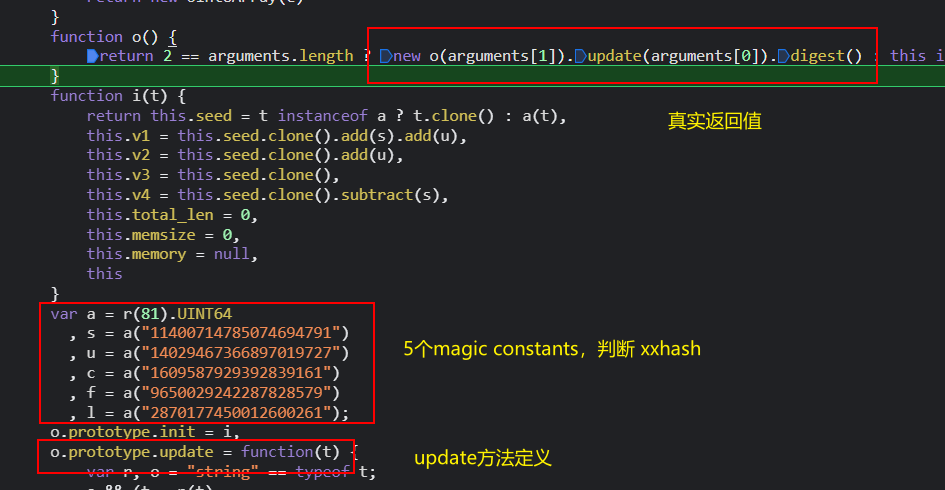 return new Uint8Array(t)
}
function o() {
return 2 == arguments.length ? new o(arguments[1]).update(arguments[0]).digest() : this i
}
function i(t) {
return this.seed = t instanceof a ? t.clone() : a(t),
真实返回值
this.v1 = this.seed.clone().add(s).add(u),
this.v2 = this.seed.clone().add(u),
this.v3 = this.seed.clone(),
this.v4 = this.seed.clone().subtract(s),
this.total_len = 0,
this.memsize = 0,
this.memory = null,
this
}
var a = r(81).UINT64
, s = a("11400714785074694791")
, u = a("14029467366897019727")
5个magic constants，判断 xxhash
, c = a("1609587929392839161")
, f = a("9650029242287828579")
, l = a("2870177450012600261");
o.prototype.init = i,
o.prototype.update = function(t) {
update方法定义
var r, o = "string" == typeof t;